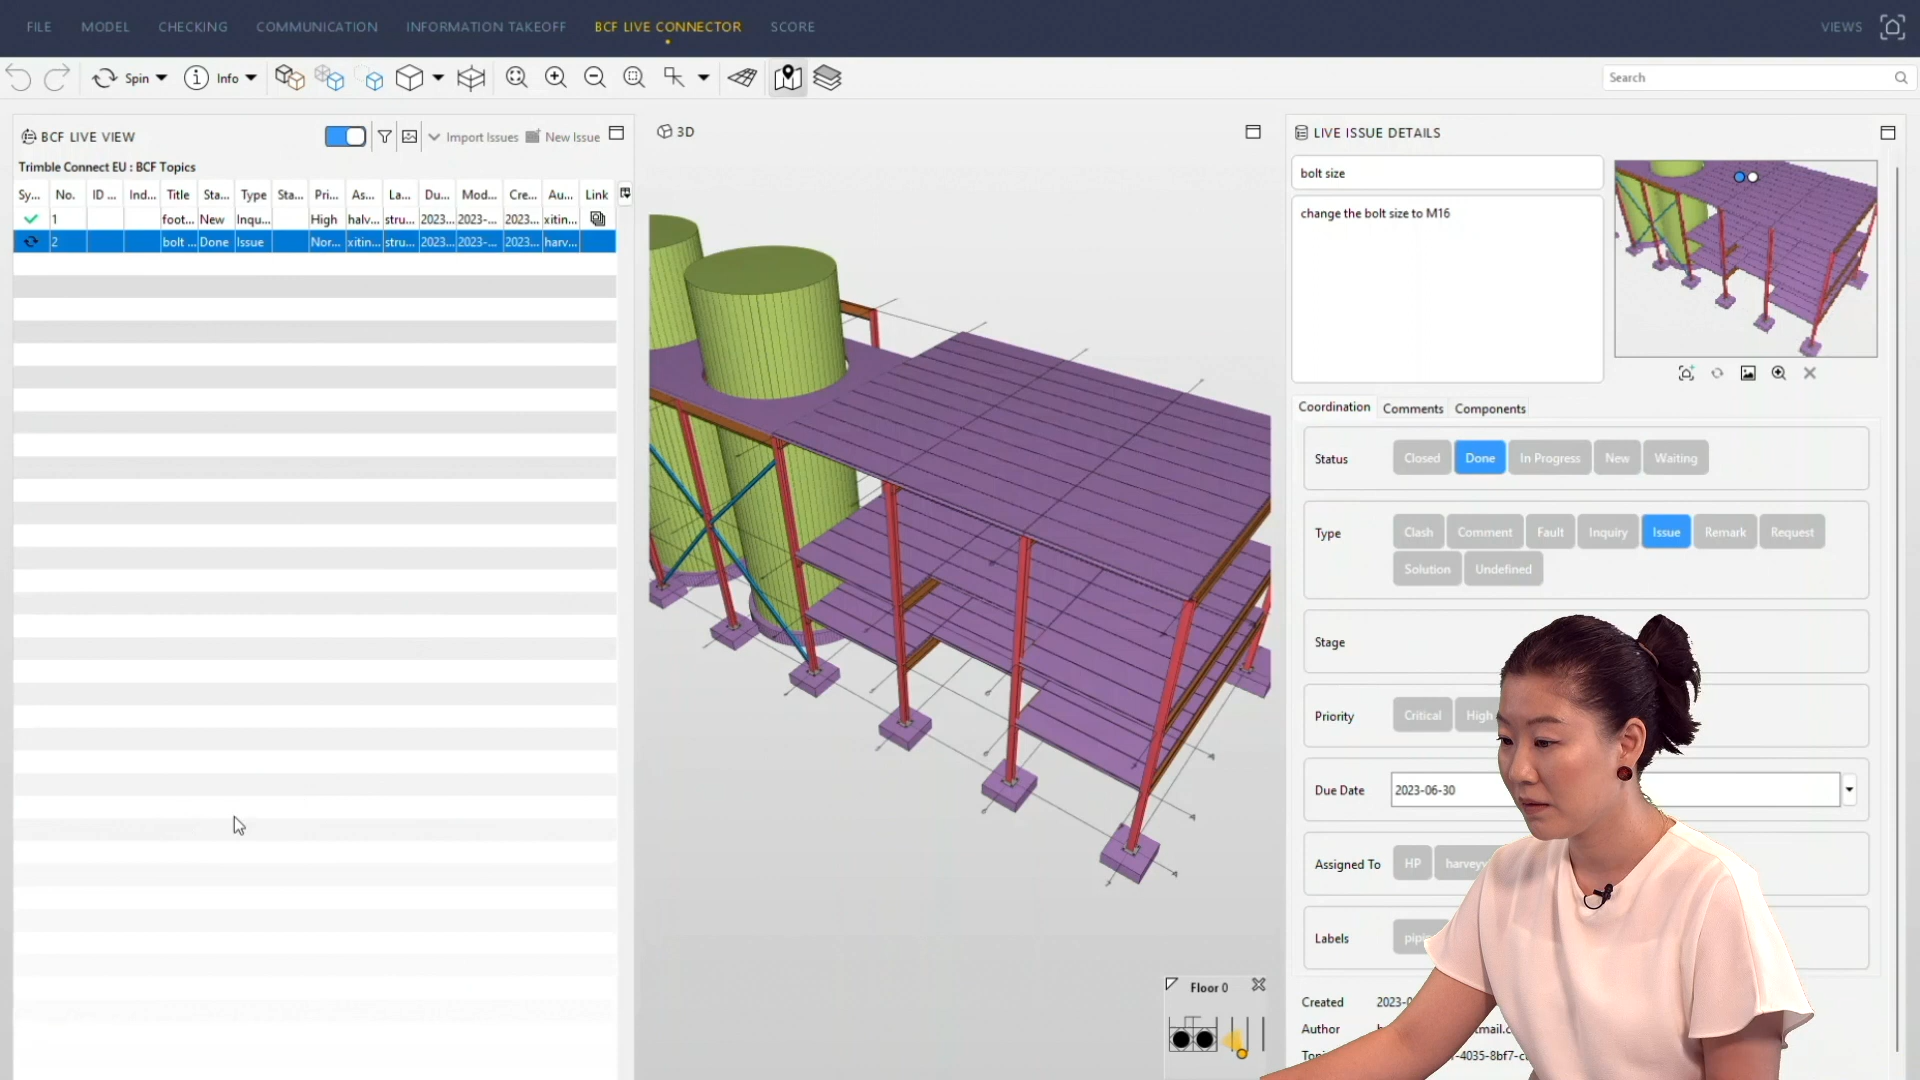 FILE MODEL CHECKING COMMUNICATION INFORMATION TAKEOFF BCF LIVE CONNECTOR SCORE VIEWS
Spin Info Search
BCF LIVE VIEW Import Issues New Issue
Trimble Connect EU : BCF Topics
Sy... No. ID ... Ind... Title Sta... Type Sta... Pri... As... La... Du... Mod... Cre... Au... Link
1 foot... New Inqu... High halv... stru... 2023... 2023-... 2023... xitin...
2 bolt ... Done Issue Nor... xitin... stru... 2023... 2023-... 2023... harv...
3D
Floor 0
LIVE ISSUE DETAILS
bolt size
change the bolt size to M16
Coordination Comments Components
Status Closed Done In Progress New Waiting
Type Clash Comment Fault Inquiry Issue Remark Request
Solution Undefined
Stage
Priority Critical High
Due Date 2023-06-30
Assigned To HP
Labels
Created
Author